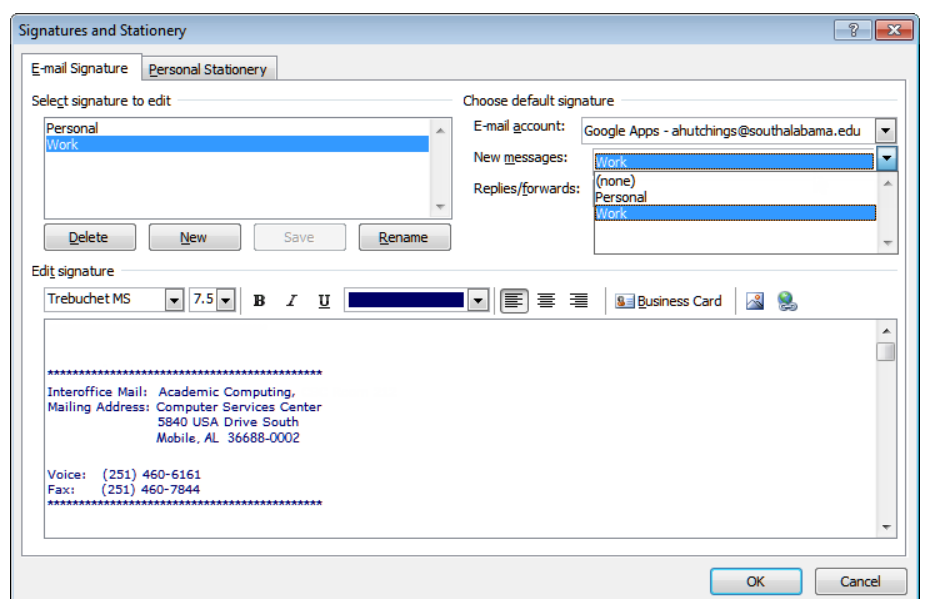 Signatures and Stationery
E-mail Signature Personal Stationery
Select signature to edit
Personal
Work
Delete New Save Rename
Choose default signature
E-mail account: Google Apps - ahutchings@southalabama.edu
New messages: Work
Replies/forwards: (none)
Personal
Work
Edit signature
Trebuchet MS 7.5 B I U Business Card
********************************************
Interoffice Mail: Academic Computing,
Mailing Address: Computer Services Center
5840 USA Drive South
Mobile, AL 36688-0002
Voice: (251) 460-6161
Fax: (251) 460-7844
********************************************
OK Cancel